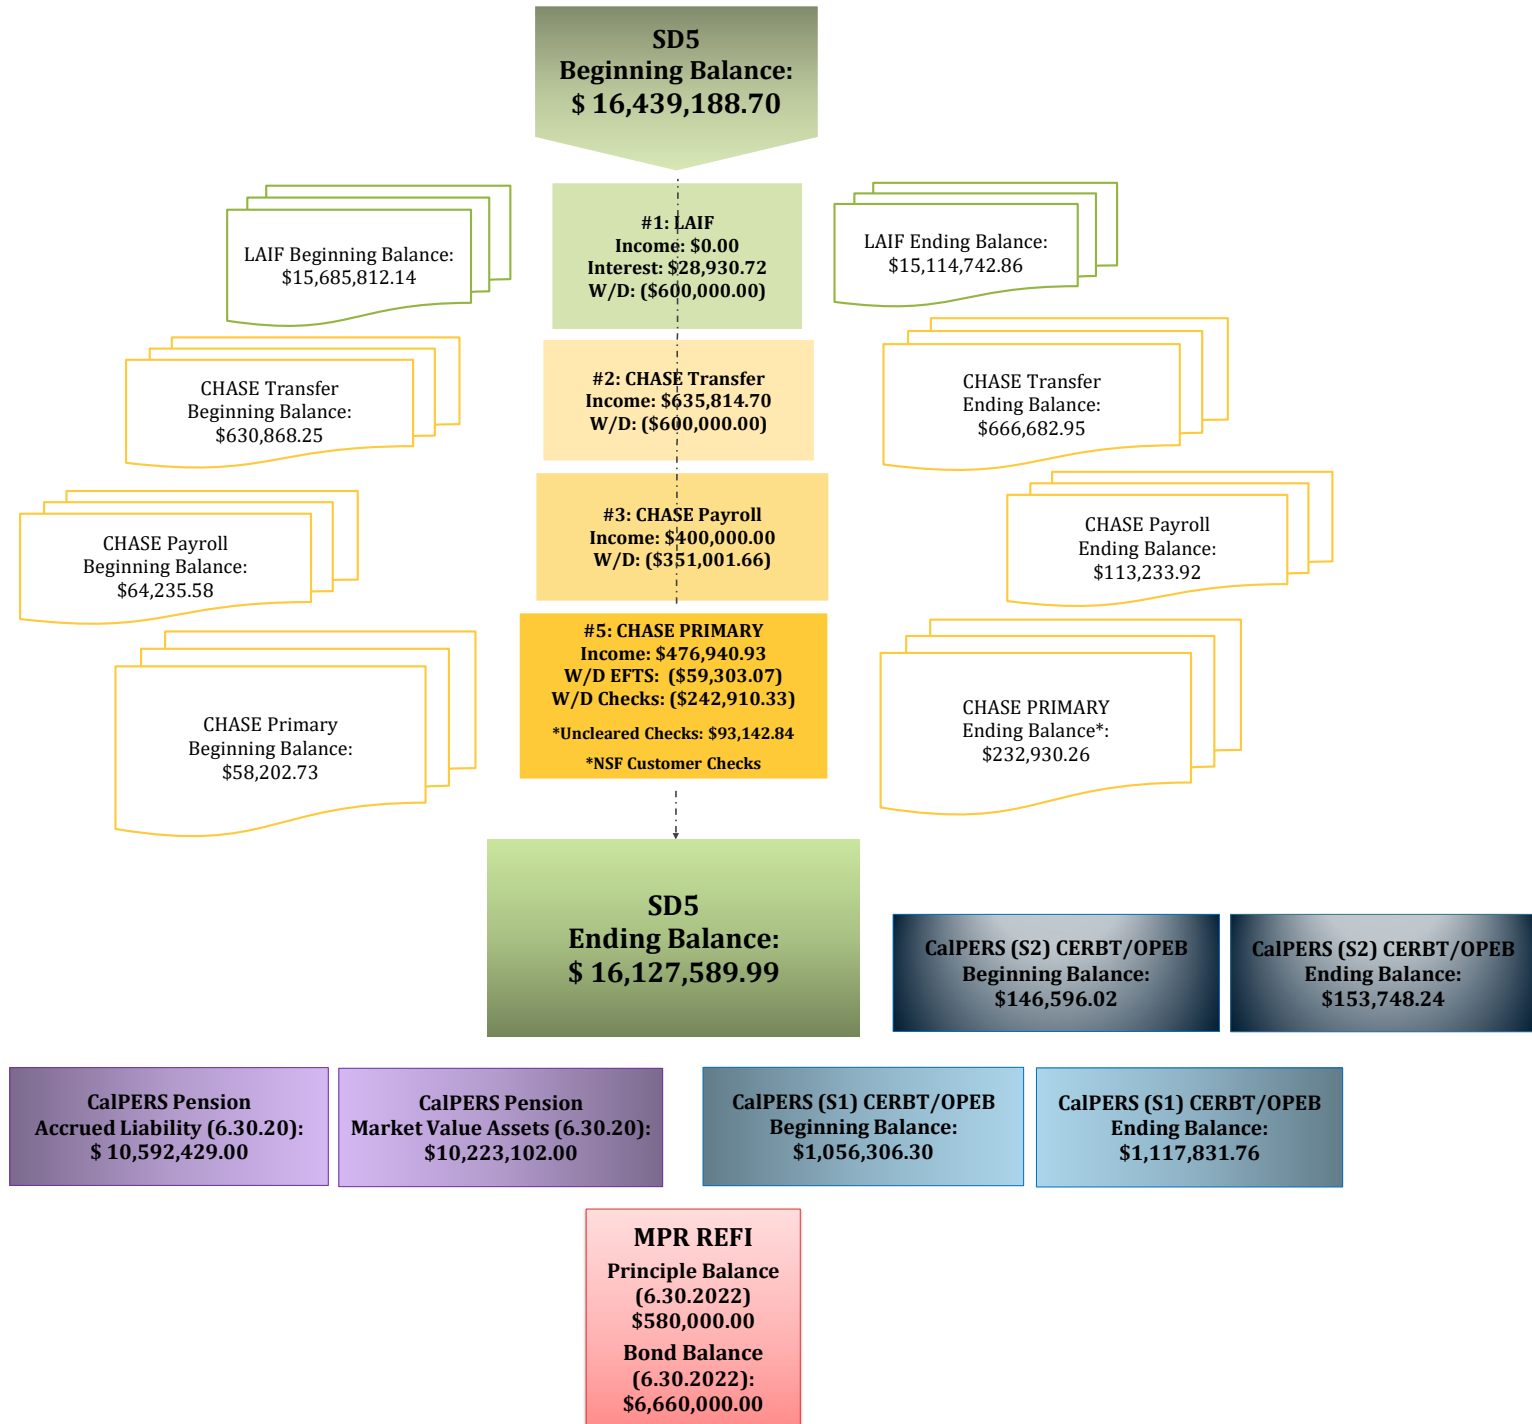 SD5
Beginning Balance:
$ 16,439,188.70
LAIF Beginning Balance:
$15,685,812.14
#1: LAIF
Income: $0.00
Interest: $28,930.72
W/D: ($600,000.00)
LAIF Ending Balance:
$15,114,742.86
CHASE Transfer
Beginning Balance:
$630,868.25
#2: CHASE Transfer
Income: $635,814.70
W/D: ($600,000.00)
CHASE Transfer
Ending Balance:
$666,682.95
CHASE Payroll
Beginning Balance:
$64,235.58
#3: CHASE Payroll
Income: $400,000.00
W/D: ($351,001.66)
CHASE Payroll
Ending Balance:
$113,233.92
CHASE Primary
Beginning Balance:
$58,202.73
#5: CHASE PRIMARY
Income: $476,940.93
W/D EFTS:  ($59,303.07)
W/D Checks: ($242,910.33)
*Uncleared Checks: $93,142.84
*NSF Customer Checks
CHASE PRIMARY
Ending Balance*:
$232,930.26
SD5
Ending Balance:
$ 16,127,589.99
CalPERS (S2) CERBT/OPEB
Beginning Balance:
$146,596.02
CalPERS (S2) CERBT/OPEB
Ending Balance:
$153,748.24
CalPERS Pension
Accrued Liability (6.30.20):
$ 10,592,429.00
CalPERS Pension
Market Value Assets (6.30.20):
$10,223,102.00
CalPERS (S1) CERBT/OPEB
Beginning Balance:
$1,056,306.30
CalPERS (S1) CERBT/OPEB
Ending Balance:
$1,117,831.76
MPR REFI
Principle Balance
(6.30.2022)
$580,000.00
Bond Balance
(6.30.2022):
$6,660,000.00